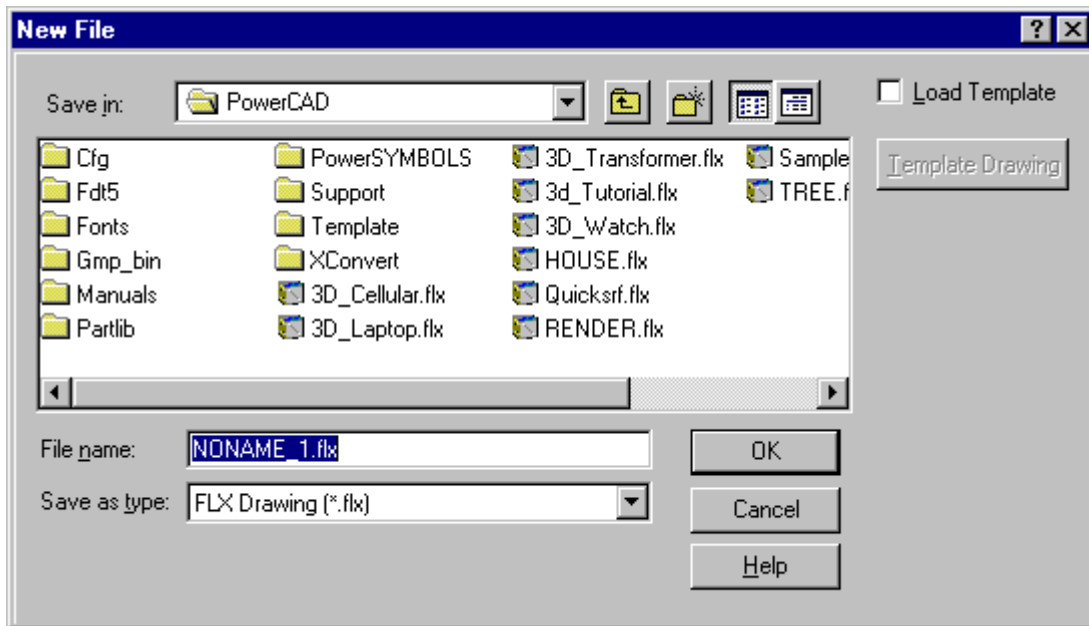 New File
Save in: PowerCAD Load Template
Template Drawing
Cfg PowerSYMBOLS 3D_Transformer.flx Sample
Fdt5 Support 3d_Tutorial.flx TREE.f
Fonts Template 3D_Watch.flx
Gmp_bin XConvert HOUSE.flx
Manuals 3D_Cellular.flx Quicksrf.flx
Partlib 3D_Laptop.flx RENDER.flx
File name: NONAME_1.flx OK
Save as type: FLX Drawing (*.flx) Cancel
Help